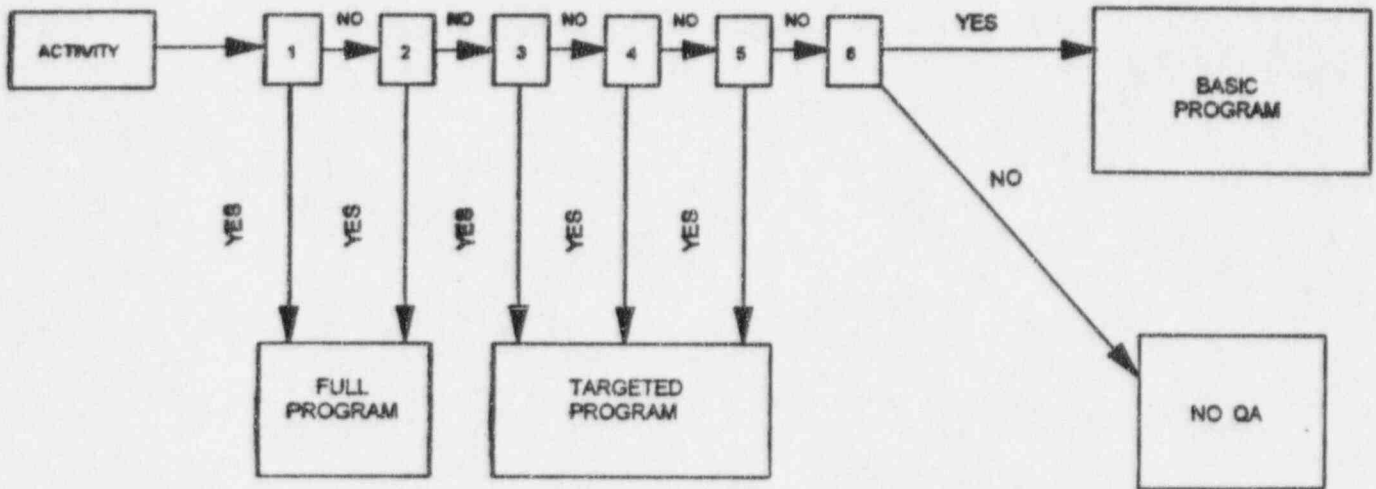 NO NO NO NO NO YES
ACTIVITY 1 2 3 4 5 6
BASIC
PROGRAM
NO
YES YES YES YES YES
FULL
PROGRAM
TARGETED
PROGRAM
NO QA